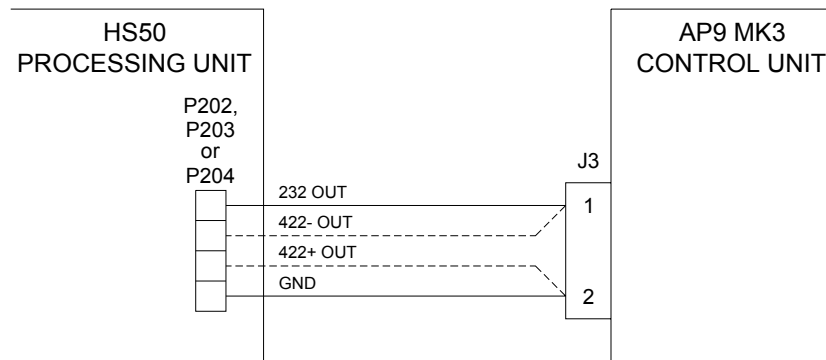 HS50
PROCESSING UNIT
AP9 MK3
CONTROL UNIT
P202,
P203
or
P204
J3
232 OUT
1
422- OUT
422+ OUT
GND
2